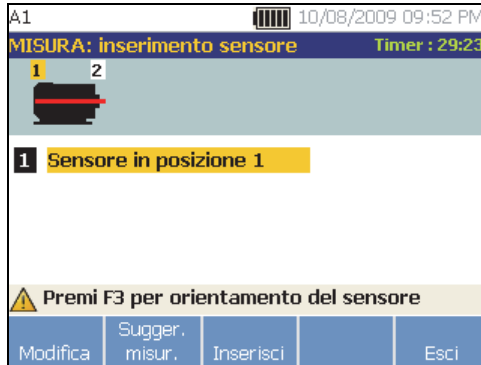 A1 10/08/2009 09:52 PM
MISURA: inserimento sensore Timer : 29:23
1 2
1 Sensore in posizione 1
Premi F3 per orientamento del sensore
Modifica Sugger. misur. Inserisci Esci